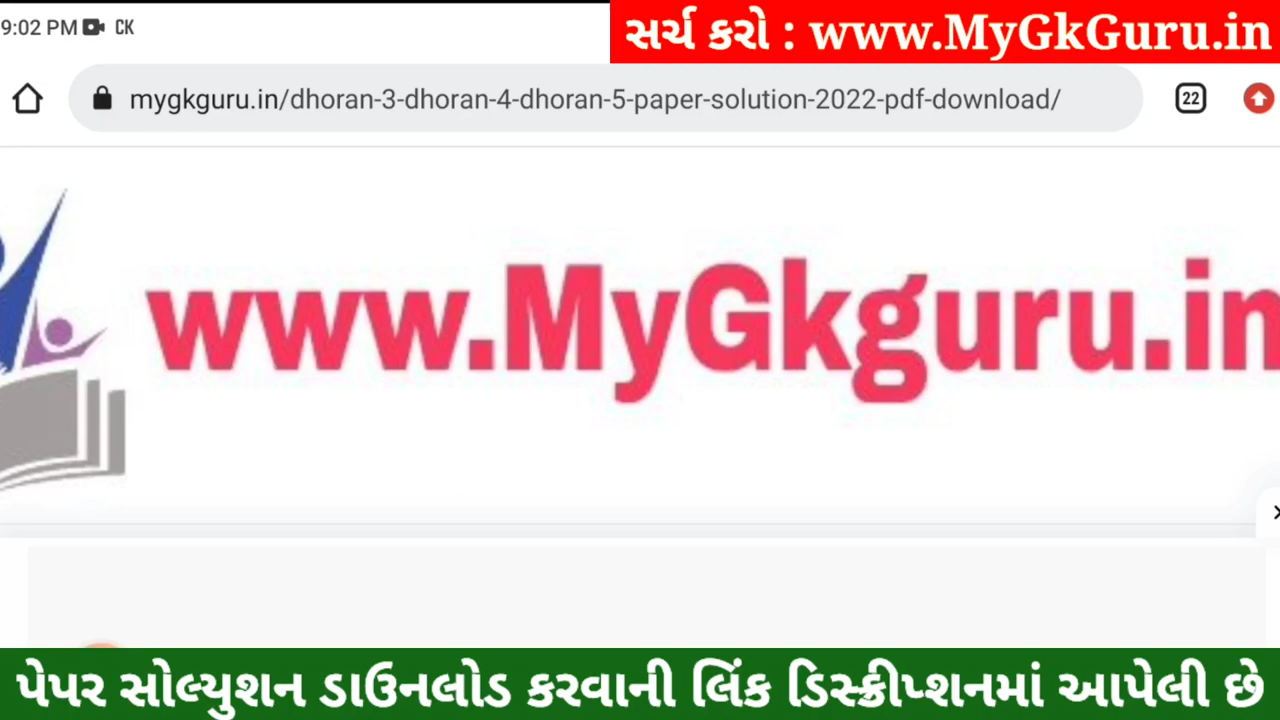 9:02 PM CK
સર્ચ કરો : www.MyGkGuru.in
mygkguru.in/dhoran-3-dhoran-4-dhoran-5-paper-solution-2022-pdf-download/
22
www.MyGkguru.in
પેપર સોલ્યુશન ડાઉનલોડ કરવાની લિંક ડિસ્ક્રીપ્શનમાં આપેલી છે